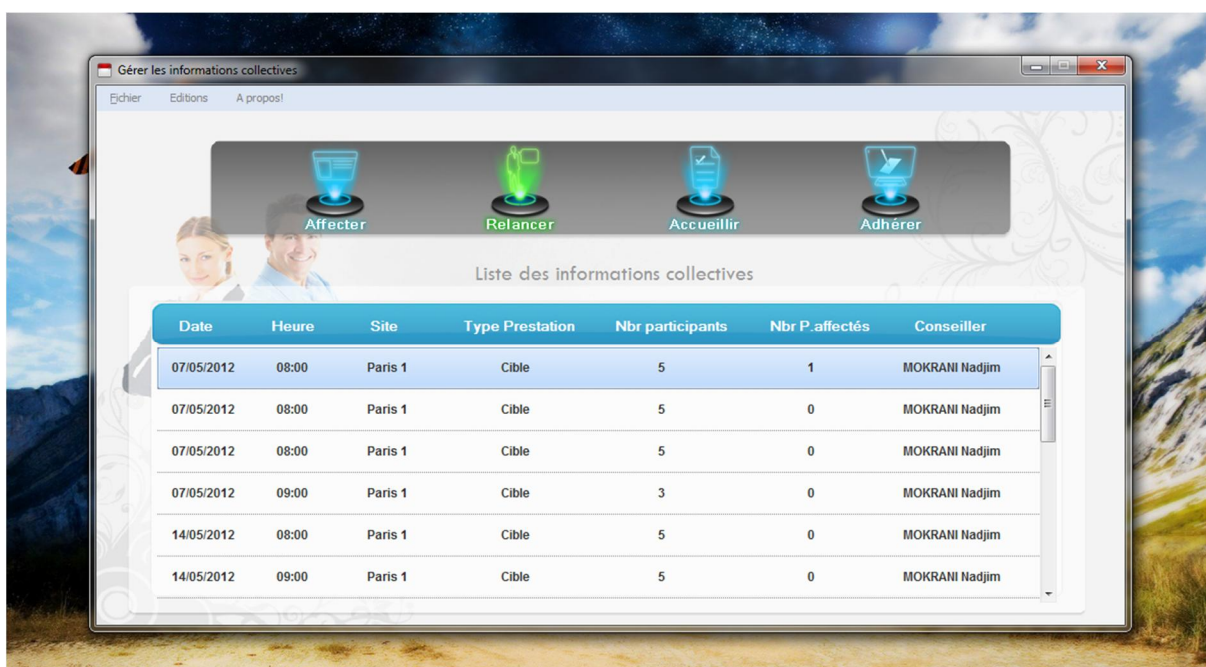 Gérer les informations collectives
Fichier Editions A propos!
Affecter Relancer Accueillir Adhérer
Liste des informations collectives
Date Heure Site Type Prestation Nbr participants Nbr P.affectés Conseiller
07/05/2012 08:00 Paris 1 Cible 5 1 MOKRANI Nadjim
07/05/2012 08:00 Paris 1 Cible 5 0 MOKRANI Nadjim
07/05/2012 08:00 Paris 1 Cible 5 0 MOKRANI Nadjim
07/05/2012 09:00 Paris 1 Cible 3 0 MOKRANI Nadjim
14/05/2012 08:00 Paris 1 Cible 5 0 MOKRANI Nadjim
14/05/2012 09:00 Paris 1 Cible 5 0 MOKRANI Nadjim